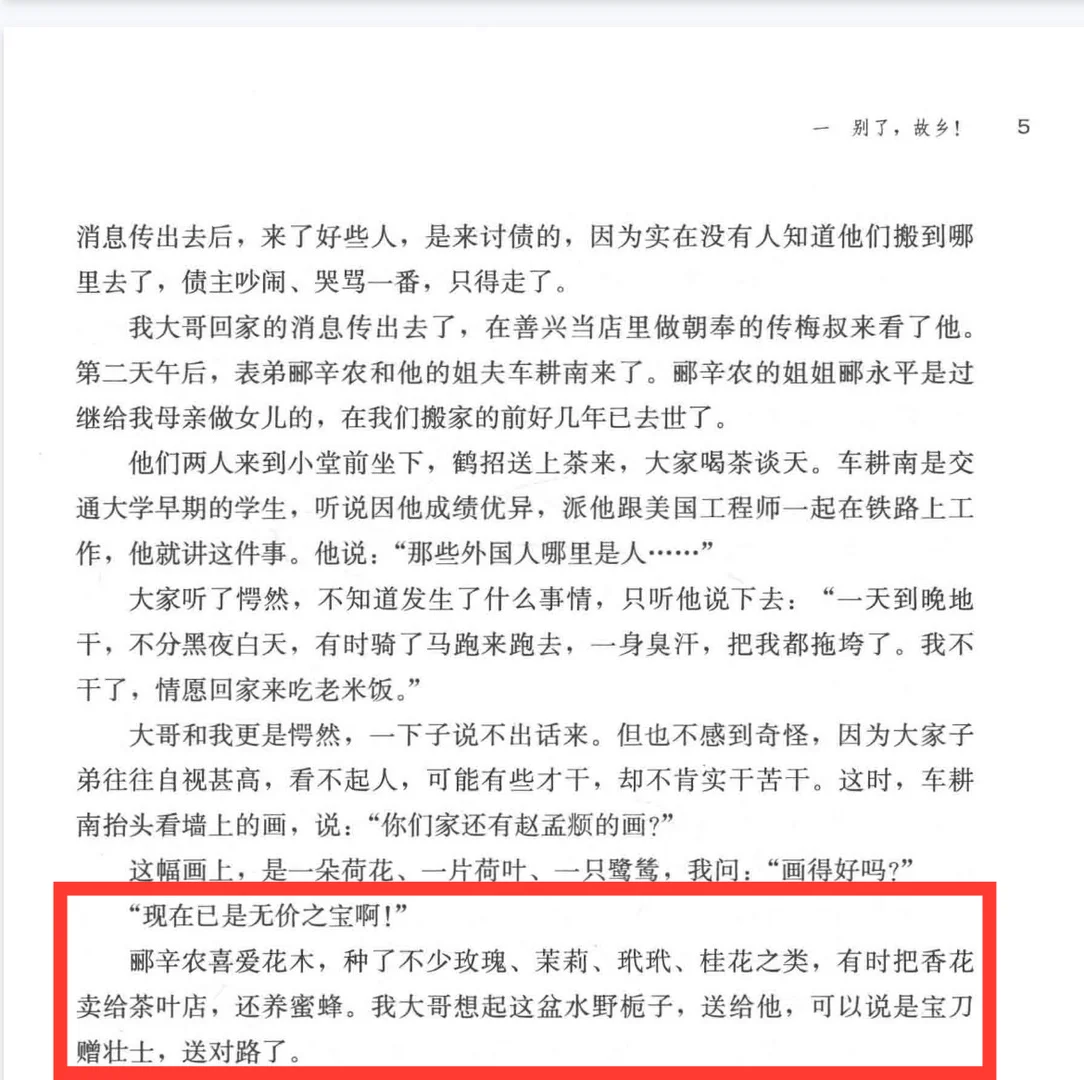 一 别了，故乡！ 5
消息传出去后，来了好些人，是来讨债的，因为实在没有人知道他们搬到哪
里去了，债主吵闹、哭骂一番，只得走了。
我大哥回家的消息传出去了，在善兴当店里做朝奉的传梅叔来看了他。
第二天午后，表弟郦辛农和他的姐夫车耕南来了。郦辛农的姐姐郦永平是过
继给我母亲做女儿的，在我们搬家的前好几年已去世了。
他们两人来到小堂前坐下，鹤招送上茶来，大家喝茶谈天。车耕南是交
通大学早期的学生，听说因他成绩优异，派他跟美国工程师一起在铁路上工
作，他就讲这件事。他说：“那些外国人哪里是人……”
大家听了愕然，不知道发生了什么事情，只听他说下去：“一天到晚地
干，不分黑夜白天，有时骑了马跑来跑去，一身臭汗，把我都拖垮了。我不
干了，情愿回家来吃老米饭。”
大哥和我更是愕然，一下子说不出话来。但也不感到奇怪，因为大家子
弟往往自视甚高，看不起人，可能有些才干，却不肯实干苦干。这时，车耕
南抬头看墙上的画，说：“你们家还有赵孟𫖯的画？”
这幅画上，是一朵荷花、一片荷叶、一只鹭鸶，我问：“画得好吗？”
“现在已是无价之宝啊！”
郦辛农喜爱花木，种了不少玫瑰、茉莉、玳玳、桂花之类，有时把香花
卖给茶叶店，还养蜜蜂。我大哥想起这盆水野栀子，送给他，可以说是宝刀
赠壮士，送对路了。